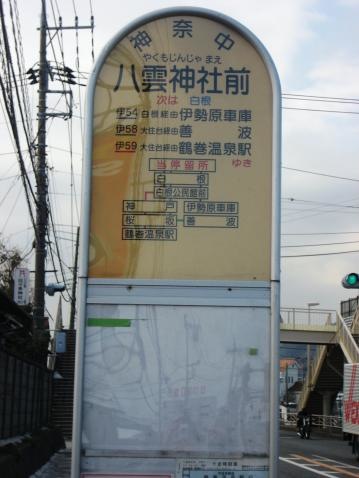 神奈中
やくもじんじゃ まえ
八雲神社前
次は 白根
伊54 白根経由 伊勢原車庫
伊58 大住台経由 善波
伊59 大住台経由 鶴巻温泉駅
ゆき
当停留所
白根
白根公民館前
神戸 伊勢原車庫
桜坂 善波
鶴巻温泉駅